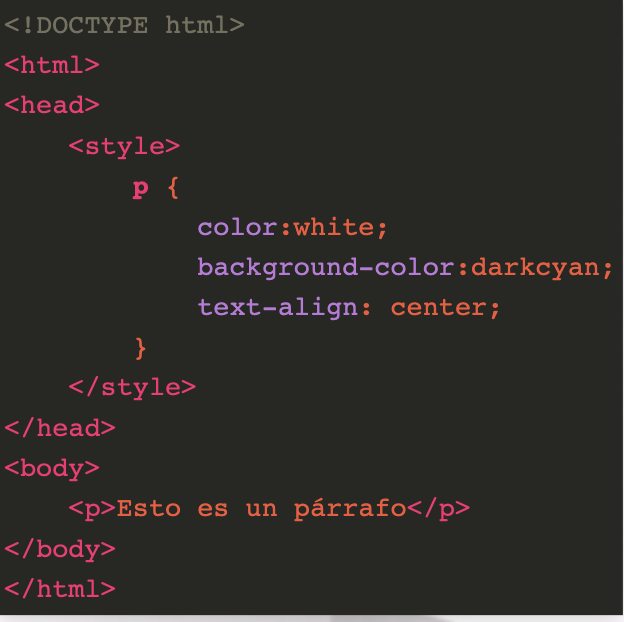 <!DOCTYPE html>
<html>
<head>
    <style>
        p {
            color:white;
            background-color:darkcyan;
            text-align: center;
        }
    </style>
</head>
<body>
    <p>Esto es un párrafo</p>
</body>
</html>